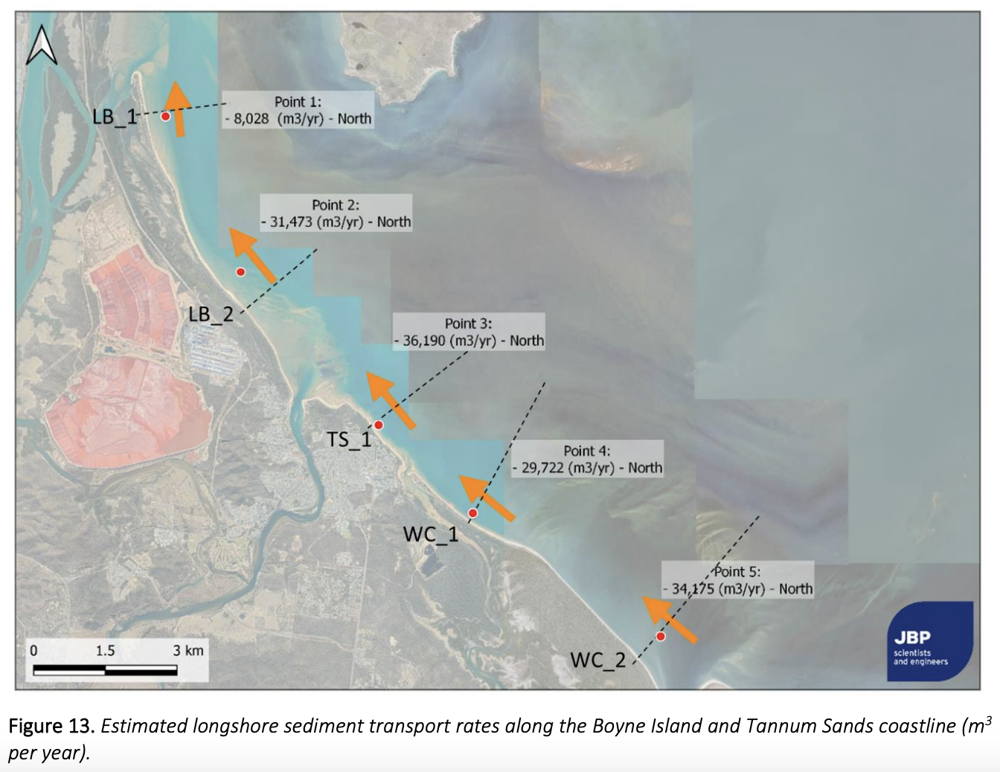 LB_1
Point 1:
- 8,028 (m3/yr) - North
Point 2:
- 31,473 (m3/yr) - North
LB_2
Point 3:
- 36,190 (m3/yr) - North
TS_1
Point 4:
- 29,722 (m3/yr) - North
WC_1
Point 5:
- 34,175 (m3/yr) - North
WC_2
0 1.5 3 km
JBP
scientists
and engineers
Figure 13. Estimated longshore sediment transport rates along the Boyne Island and Tannum Sands coastline (m³
per year).